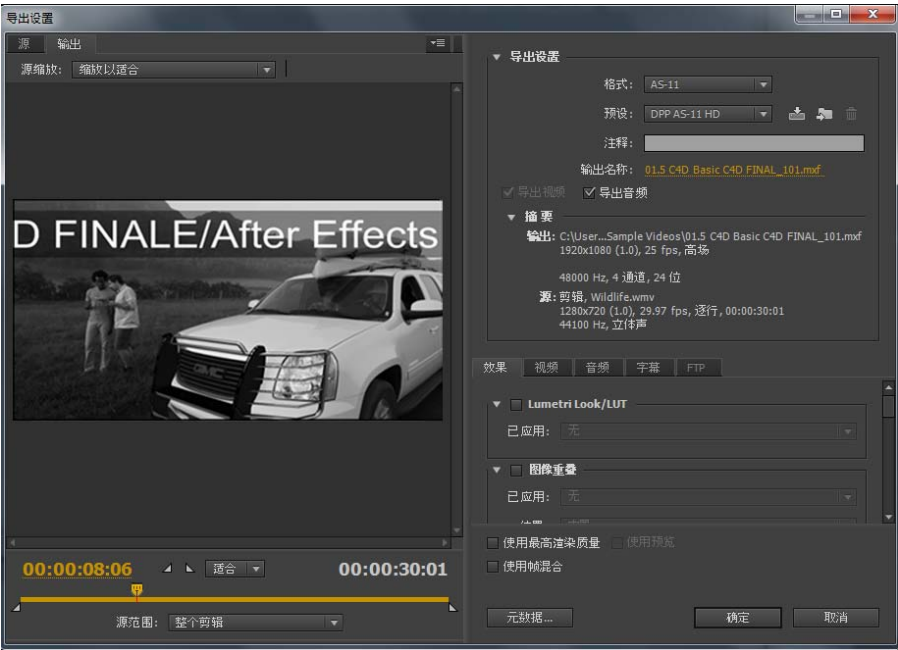 导出设置
源 输出
源缩放: 缩放以适合
D FINALE/After Effects
GMC
00:00:08:06 适合 00:00:30:01
源范围: 整个剪辑
导出设置
格式: AS-11
预设: DPP AS-11 HD
注释:
输出名称: 01.5 C4D Basic C4D FINAL_101.mxf
导出视频 导出音频
摘要
输出: C:\User...Sample Videos\01.5 C4D Basic C4D FINAL_101.mxf
1920x1080 (1.0), 25 fps, 高场
48000 Hz, 4 通道, 24 位
源: 剪辑, Wildlife.wmv
1280x720 (1.0), 29.97 fps, 逐行, 00:00:30:01
44100 Hz, 立体声
效果 视频 音频 字幕 FTP
Lumetri Look/LUT
已应用: 无
图像重叠
已应用: 无
使用最高渲染质量 使用预览
使用帧混合
元数据... 确定 取消